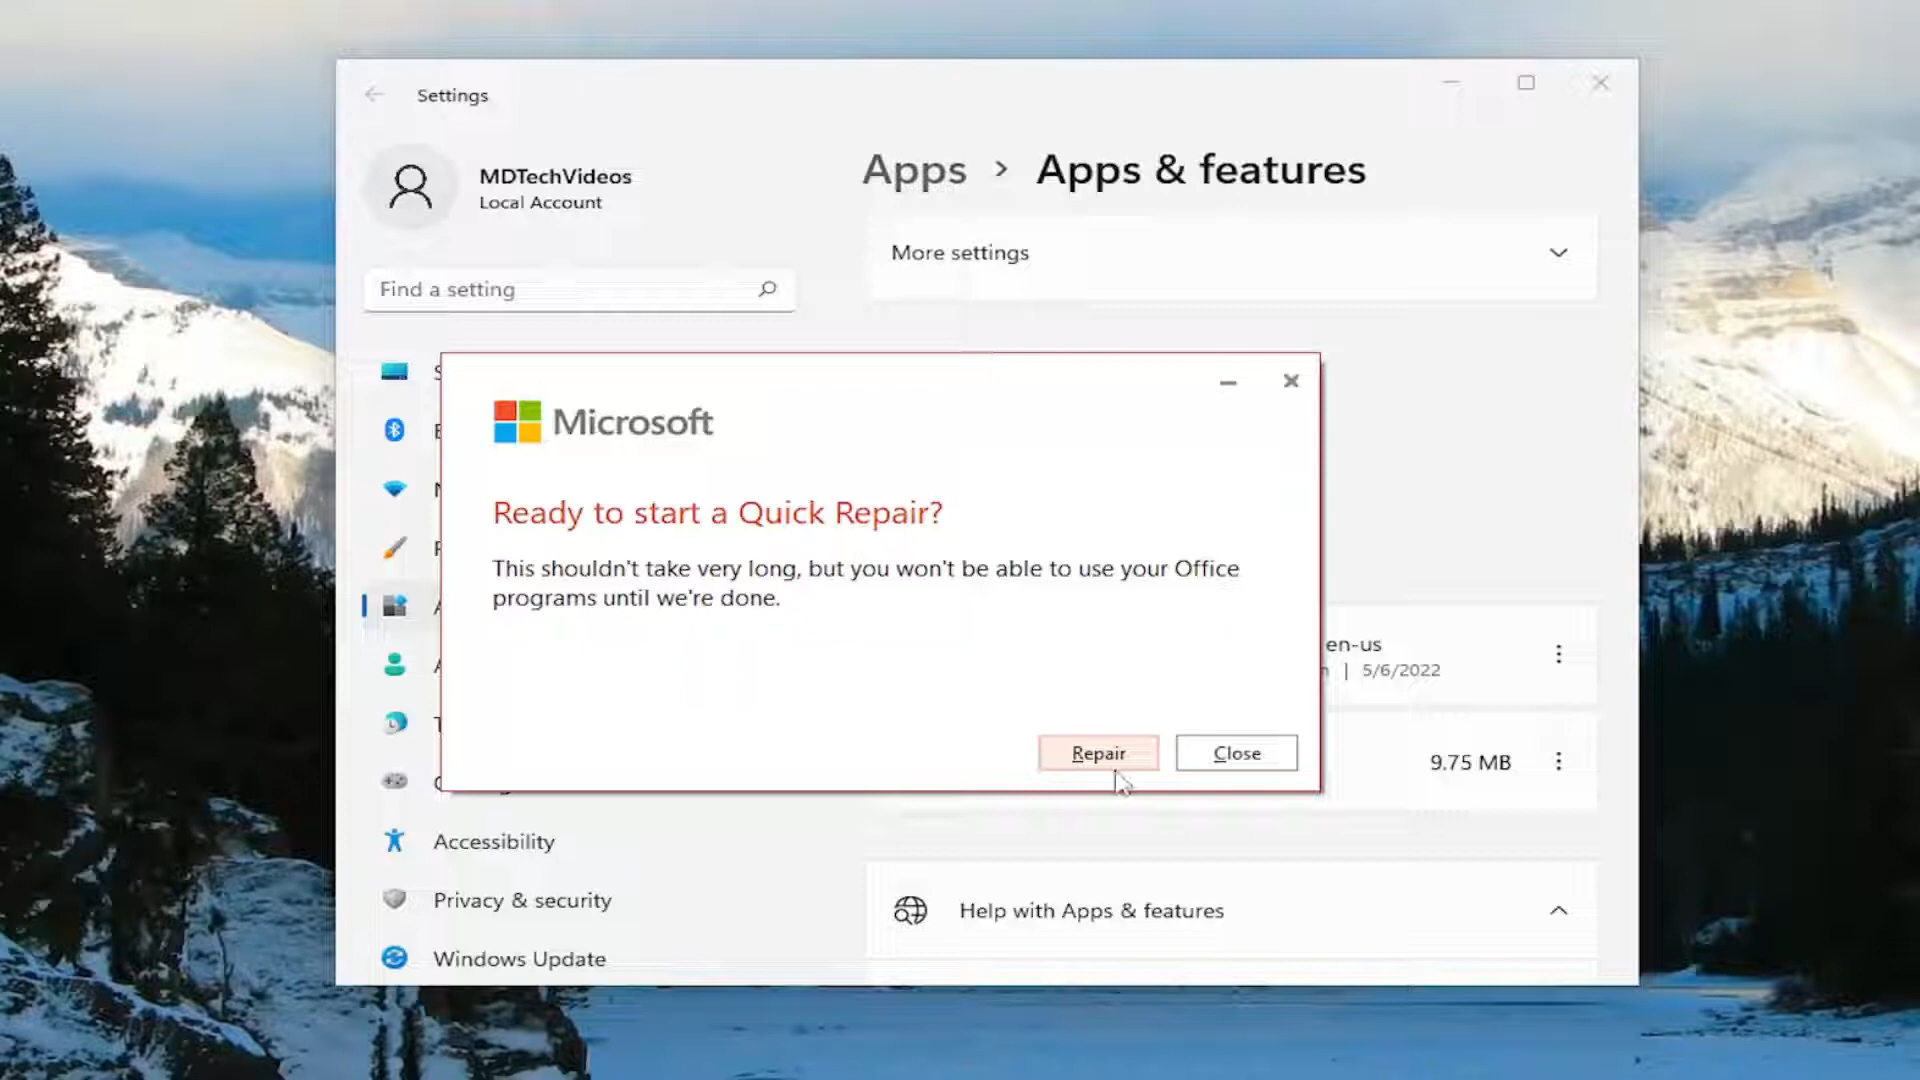 Settings
MDTechVideos
Local Account
Find a setting
Apps > Apps & features
More settings
Microsoft
Ready to start a Quick Repair?
This shouldn't take very long, but you won't be able to use your Office
programs until we're done.
Repair
Close
en-us
| 5/6/2022
9.75 MB
Accessibility
Privacy & security
Windows Update
Help with Apps & features